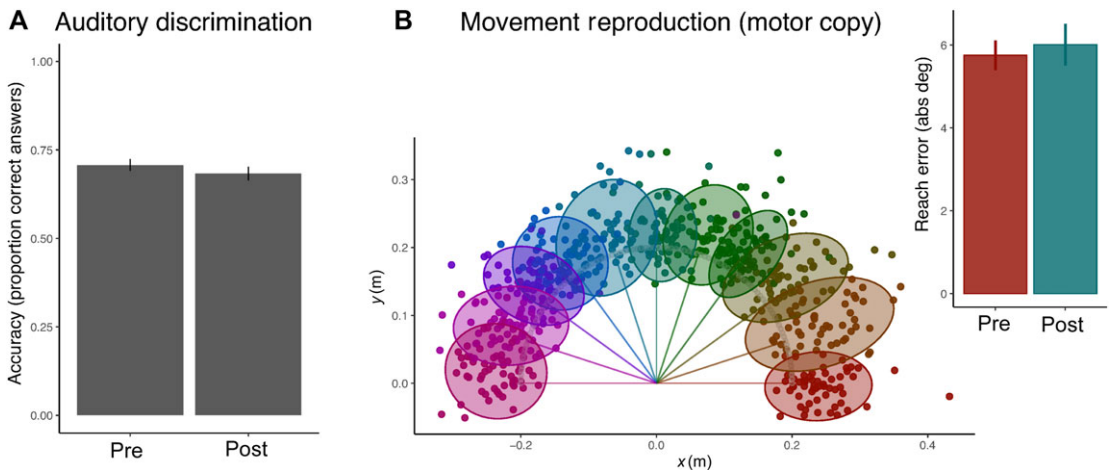 A Auditory discrimination
Accuracy (proportion correct answers)
1.00
0.75
0.50
0.25
0.00
Pre Post
B Movement reproduction (motor copy)
y (m)
0.3
0.2
0.1
0.0
−0.2 0.0 0.2 0.4
x (m)
Reach error (abs deg)
6
4
2
0
Pre Post